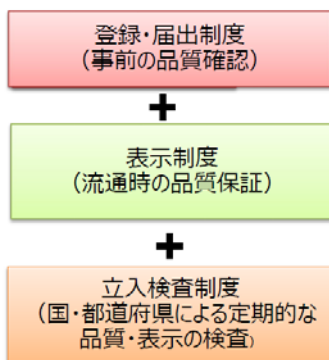 登録・届出制度
（事前の品質確認）
+
表示制度
（流通時の品質保証）
+
立入検査制度
（国・都道府県による定期的な
品質・表示の検査）